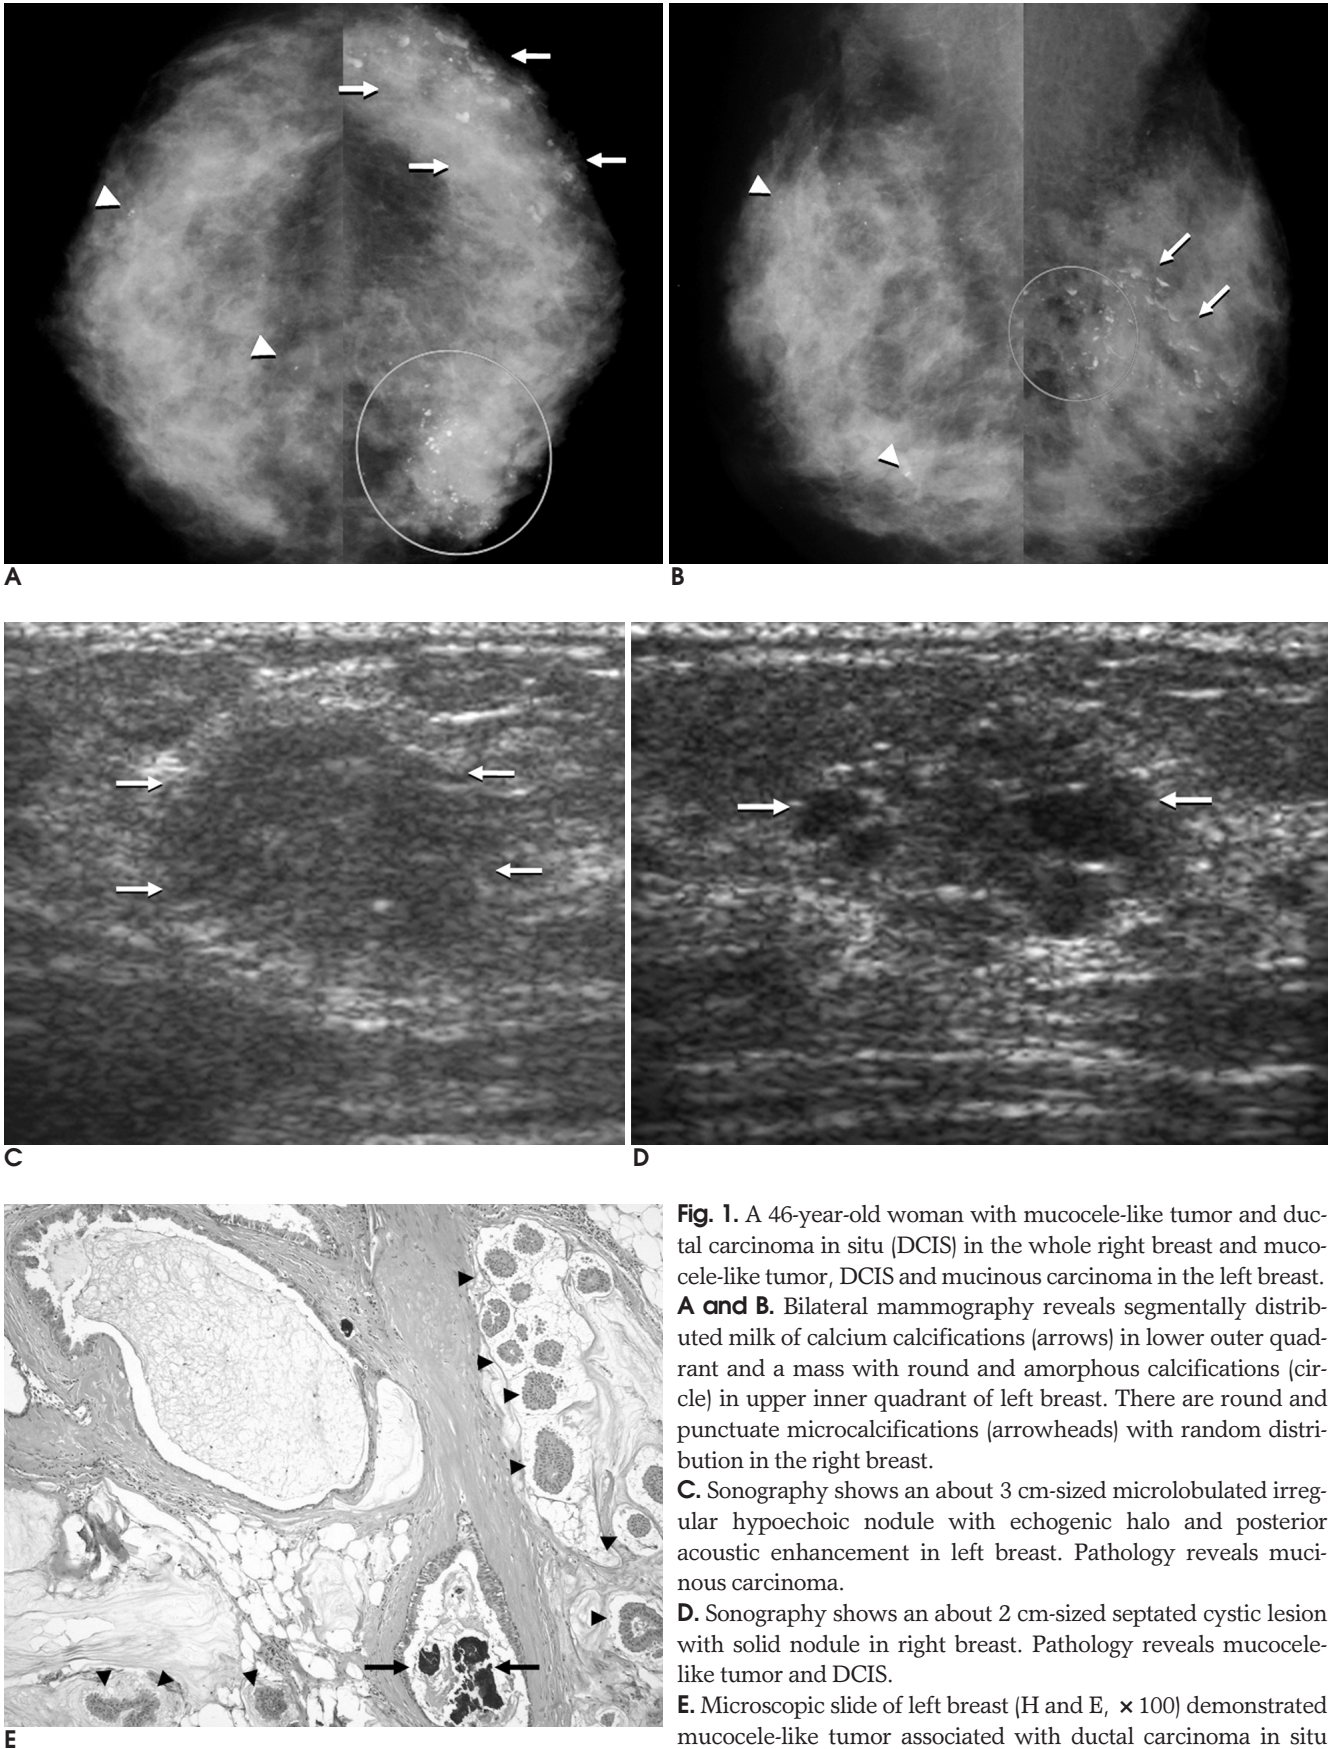 A
B
C
D
E
Fig. 1. A 46-year-old woman with mucocele-like tumor and duc-
tal carcinoma in situ (DCIS) in the whole right breast and muco-
cele-like tumor, DCIS and mucinous carcinoma in the left breast.
A and B. Bilateral mammography reveals segmentally distrib-
uted milk of calcium calcifications (arrows) in lower outer quad-
rant and a mass with round and amorphous calcifications (cir-
cle) in upper inner quadrant of left breast. There are round and
punctuate microcalcifications (arrowheads) with random distri-
bution in the right breast.
C. Sonography shows an about 3 cm-sized microlobulated irreg-
ular hypoechoic nodule with echogenic halo and posterior
acoustic enhancement in left breast. Pathology reveals muci-
nous carcinoma.
D. Sonography shows an about 2 cm-sized septated cystic lesion
with solid nodule in right breast. Pathology reveals mucocele-
like tumor and DCIS.
E. Microscopic slide of left breast (H and E, × 100) demonstrated
mucocele-like tumor associated with ductal carcinoma in situ